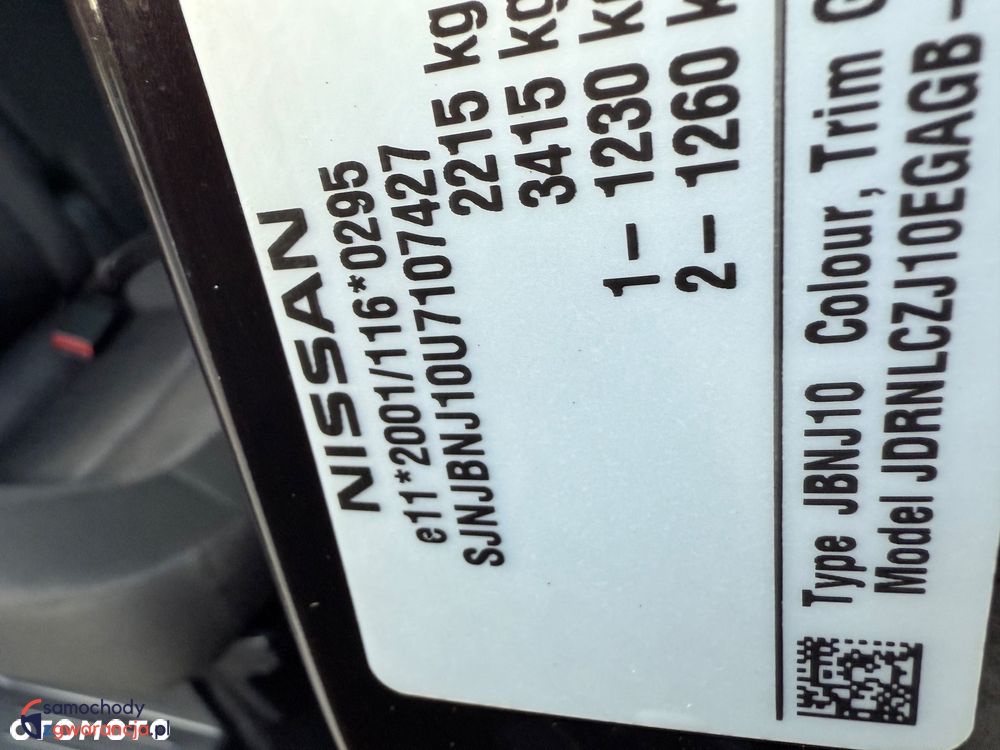 NISSAN
e11*2001/116*0295
SJNJBNJ10U7107427
2215 kg
3415 kg
1– 1230 kg
2– 1260 k
Type JBNJ10 Colour, Trim
Model JDRNLCZJ10EGAGB–
samochody
gwarancja.pl
OTOMOTO